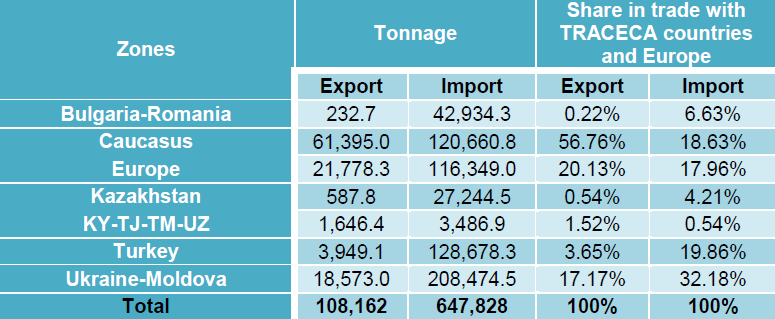 Zones Tonnage Share in trade with TRACECA countries and Europe
Export Import Export Import
Bulgaria-Romania 232.7 42,934.3 0.22% 6.63%
Caucasus 61,395.0 120,660.8 56.76% 18.63%
Europe 21,778.3 116,349.0 20.13% 17.96%
Kazakhstan 587.8 27,244.5 0.54% 4.21%
KY-TJ-TM-UZ 1,646.4 3,486.9 1.52% 0.54%
Turkey 3,949.1 128,678.3 3.65% 19.86%
Ukraine-Moldova 18,573.0 208,474.5 17.17% 32.18%
Total 108,162 647,828 100% 100%